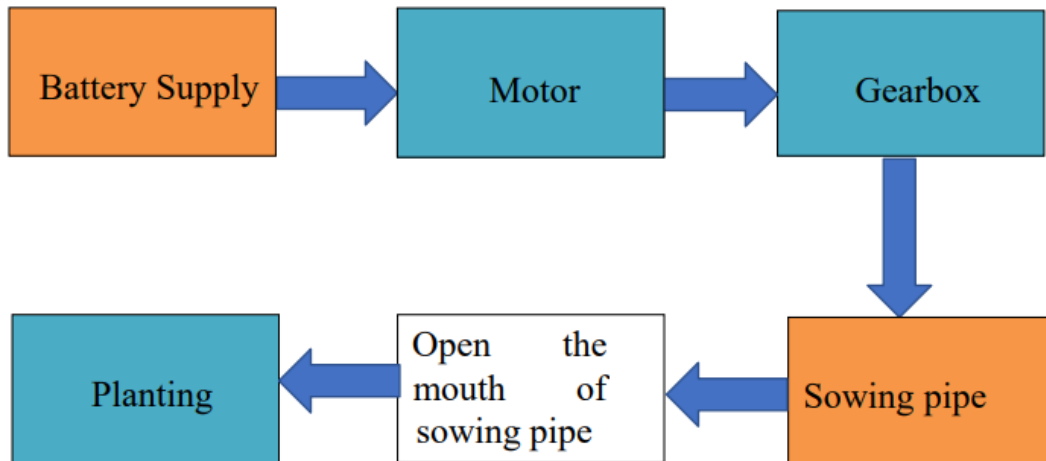 Battery Supply
Motor
Gearbox
Sowing pipe
Open the
mouth of
sowing pipe
Planting